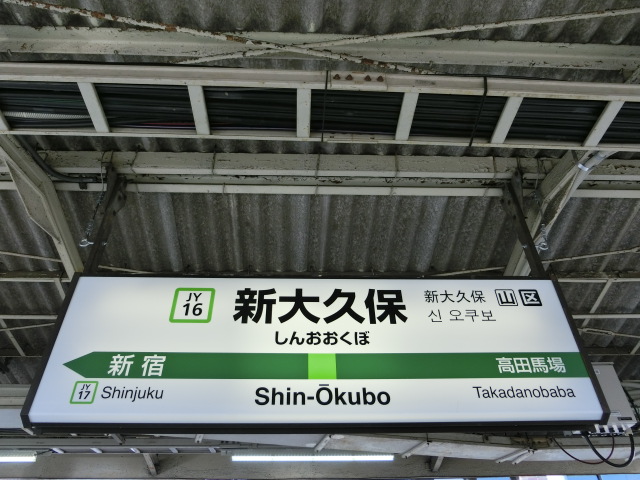 JY
16
新大久保
しんおおくぼ
新大久保 山 区
신 오쿠보
新宿
高田馬場
JY
17
Shinjuku
Shin-Ōkubo
Takadanobaba